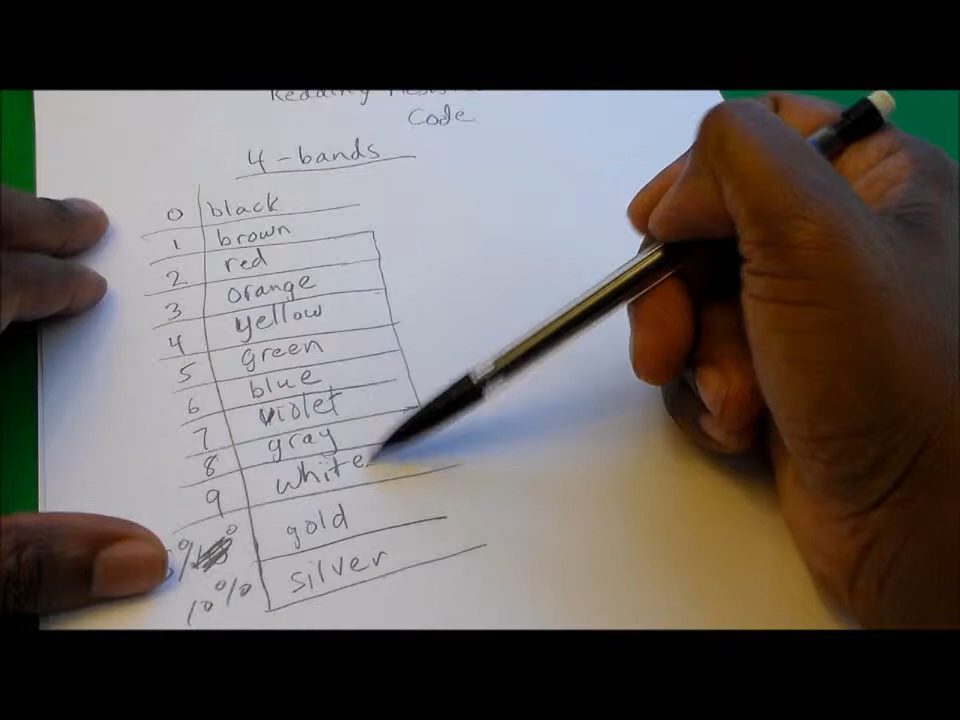 Code
4-bands
0 black
1 brown
2 red
3 orange
4 yellow
5 green
6 blue
7 violet
8 gray
9 white
gold
10% silver